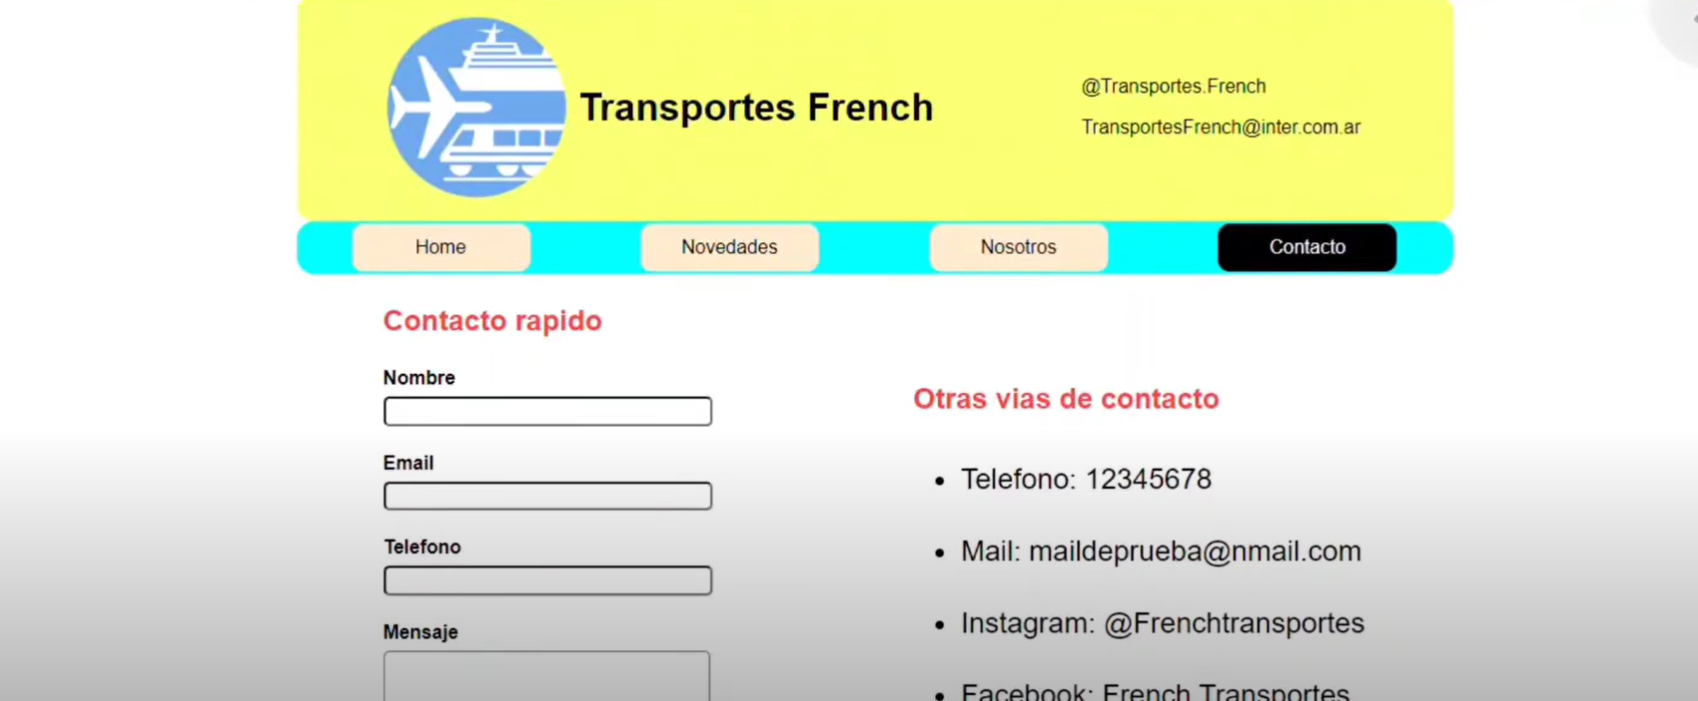 Transportes French
@Transportes.French
TransportesFrench@inter.com.ar
Home
Novedades
Nosotros
Contacto
Contacto rapido
Nombre
Email
Telefono
Mensaje
Otras vias de contacto
Telefono: 12345678
Mail: maildeprueba@nmail.com
Instagram: @Frenchtransportes
Facebook: French Transportes